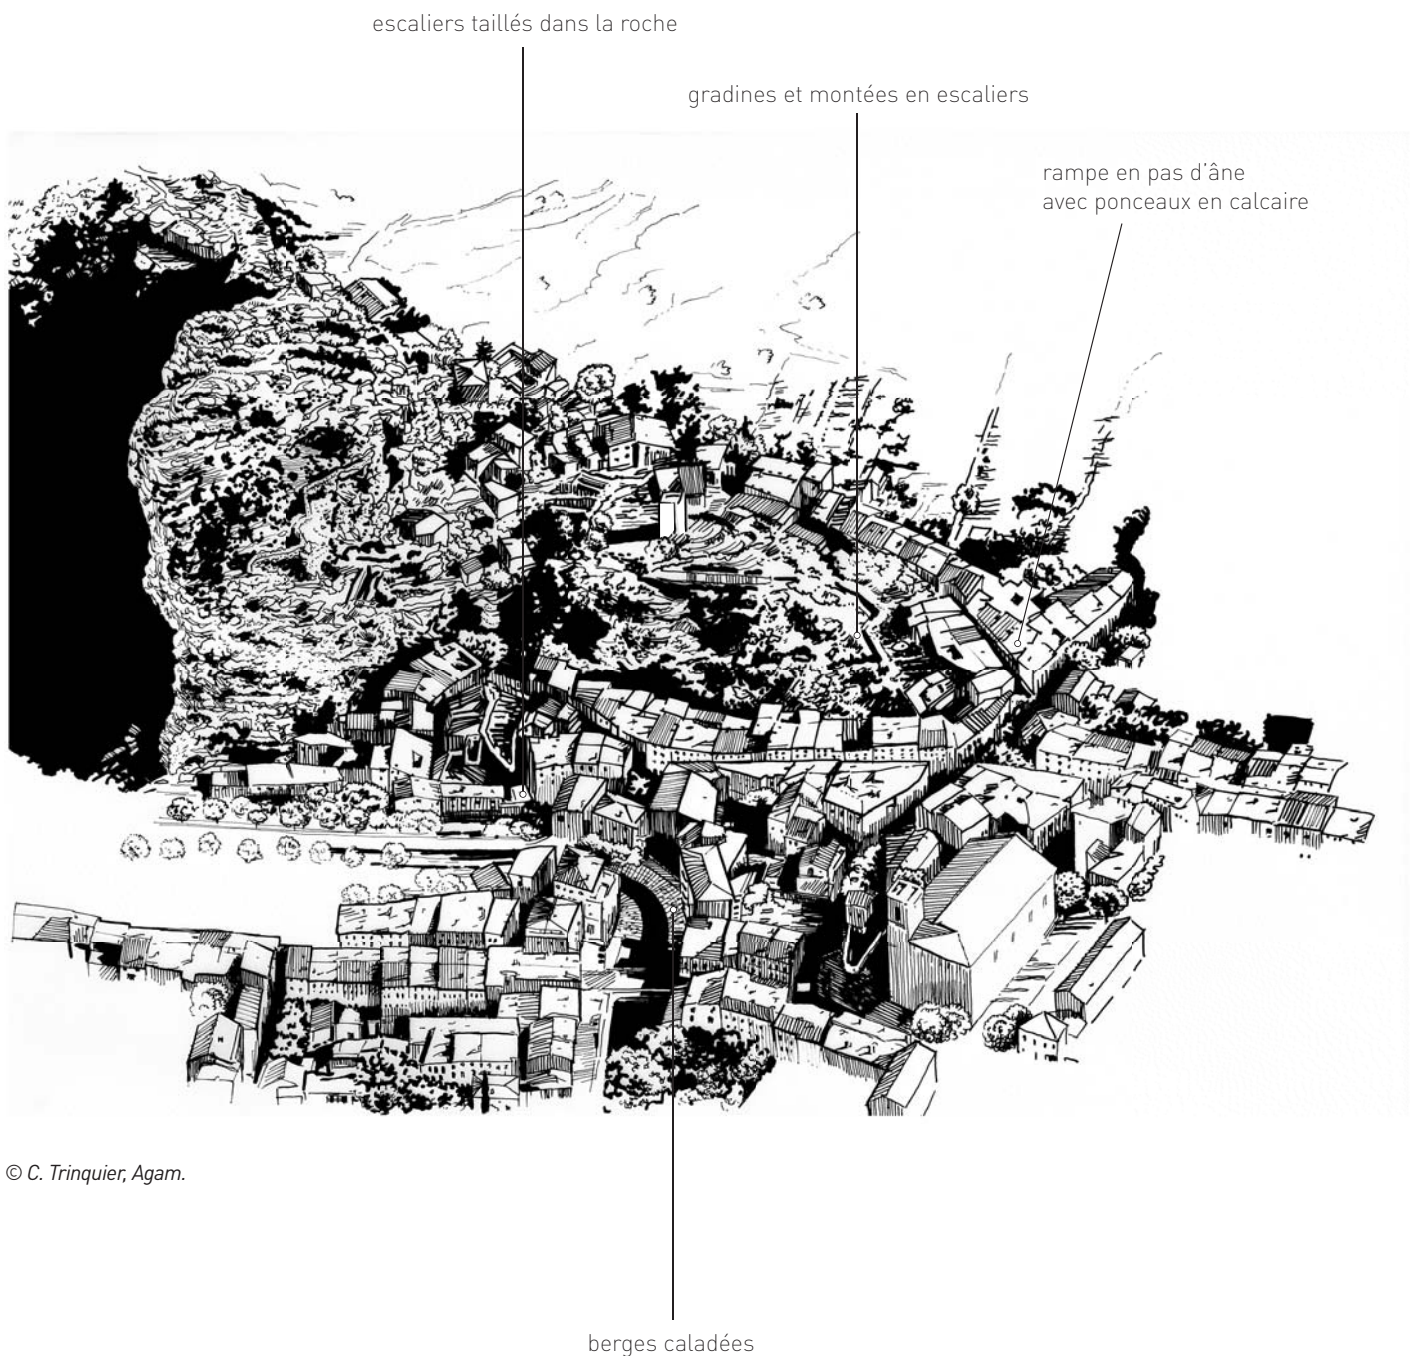 escaliers taillés dans la roche
gradines et montées en escaliers
rampe en pas d’âne
avec ponceaux en calcaire
© C. Trinquier, Agam.
berges caladées